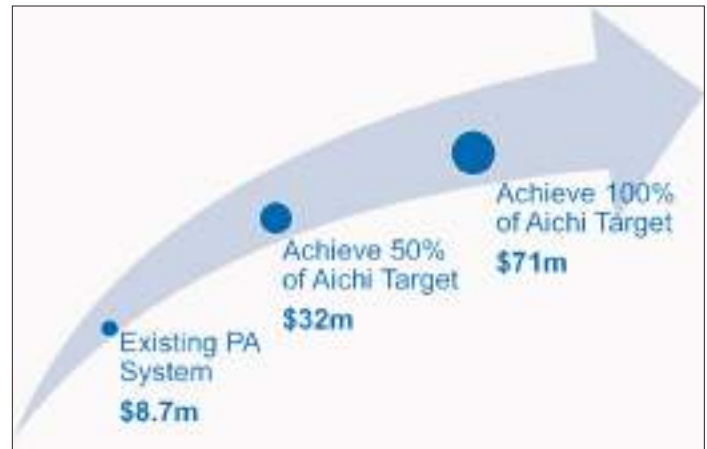 Existing PA
System
$8.7m
Achieve 50%
of Aichi Target
$32m
Achieve 100%
of Aichi Target
$71m